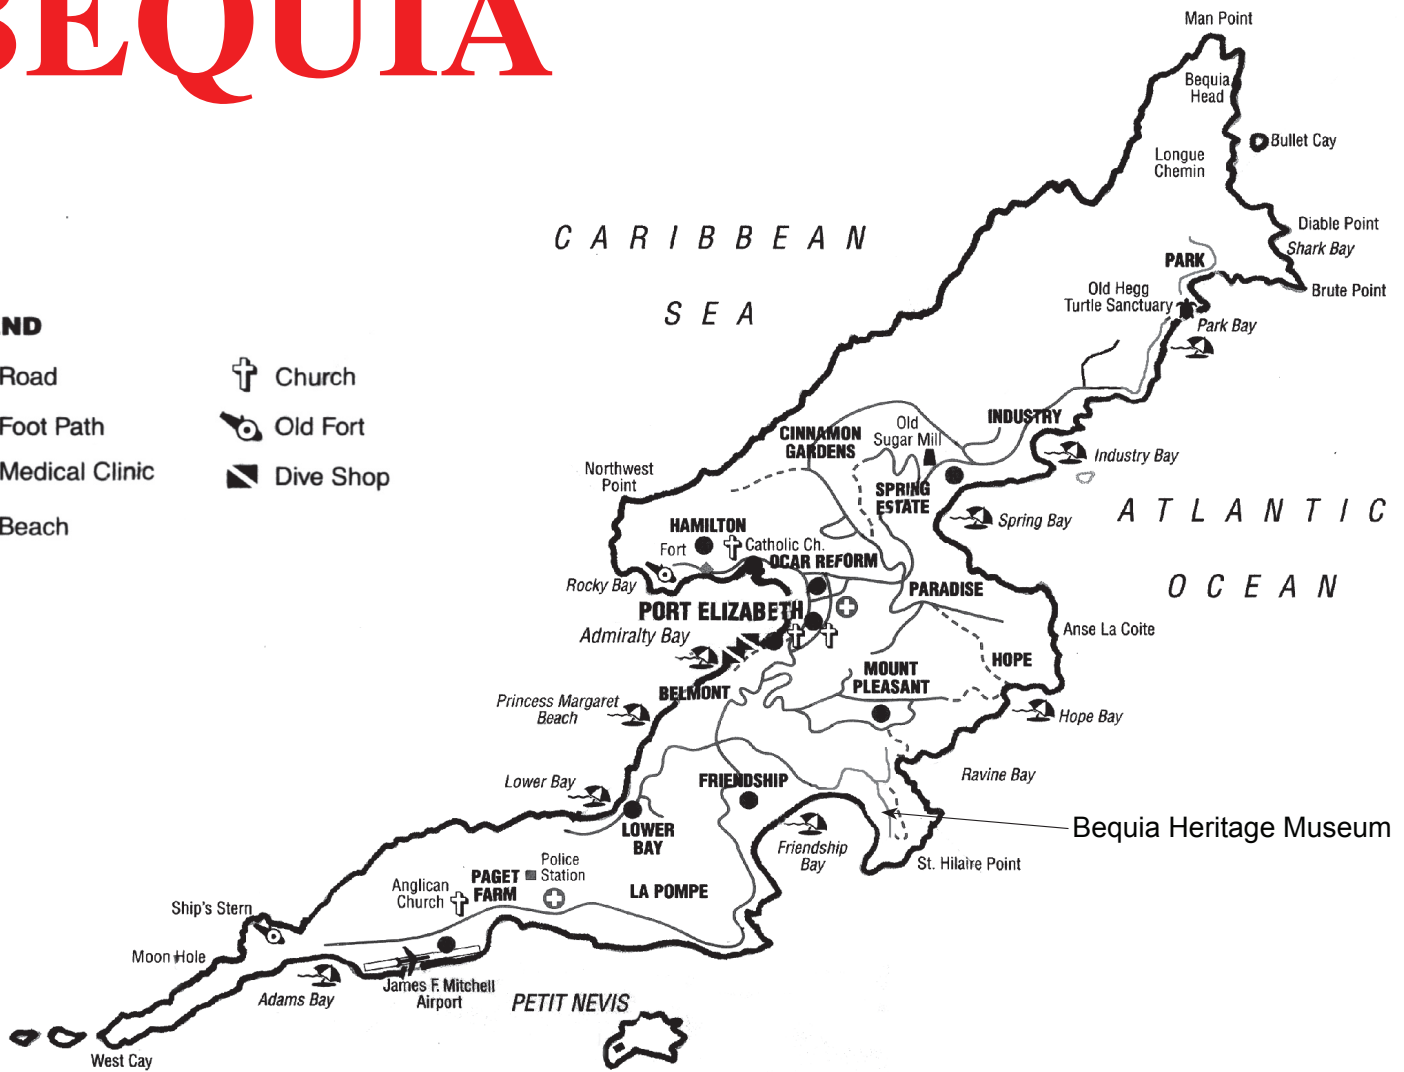 BEQUIA
Man Point
Bequia
Head
Bullet Cay
Longue
Chemin
Diable Point
Shark Bay
CARIBBEAN
SEA
PARK
Old Hegg
Turtle Sanctuary
Brute Point
Park Bay
ND
Road
Church
Foot Path
Old Fort
Medical Clinic
Dive Shop
Beach
INDUSTRY
Old
Sugar Mill
CINNAMON
GARDENS
Industry Bay
Northwest
Point
SPRING
ESTATE
Spring Bay
ATLANTIC
OCEAN
HAMILTON
Fort
Catholic Ch.
OCAR REFORM
Rocky Bay
PARADISE
PORT ELIZABETH
Admiralty Bay
Anse La Coite
HOPE
MOUNT
PLEASANT
BELMONT
Princess Margaret
Beach
Hope Bay
Ravine Bay
Lower Bay
FRIENDSHIP
Bequia Heritage Museum
LOWER
BAY
Friendship
Bay
St. Hilaire Point
Police
Station
PAGET
FARM
LA POMPE
Anglican
Church
Ship's Stern
Moon Hole
Adams Bay
James F. Mitchell
Airport
PETIT NEVIS
West Cay